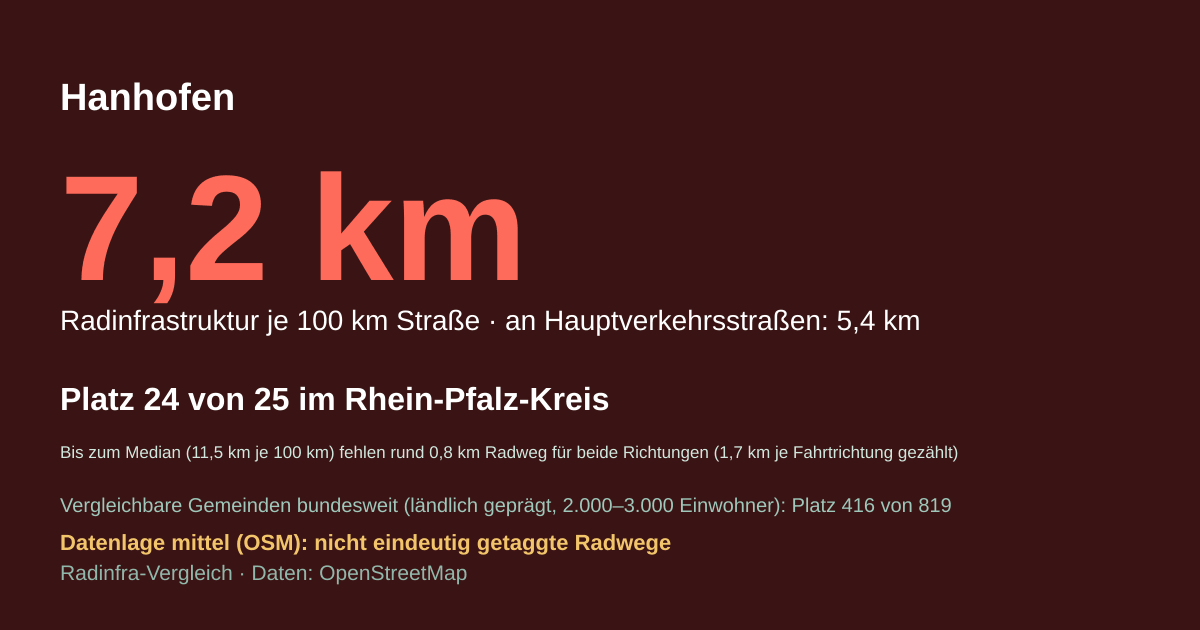 Hanhofen
7,2 km
Radinfrastruktur je 100 km Straße · an Hauptverkehrsstraßen: 5,4 km
Platz 24 von 25 im Rhein-Pfalz-Kreis
Bis zum Median (11,5 km je 100 km) fehlen rund 0,8 km Radweg für beide Richtungen (1,7 km je Fahrtrichtung gezählt)
Vergleichbare Gemeinden bundesweit (ländlich geprägt, 2.000–3.000 Einwohner): Platz 416 von 819
Datenlage mittel (OSM): nicht eindeutig getaggte Radwege
Radinfra-Vergleich · Daten: OpenStreetMap